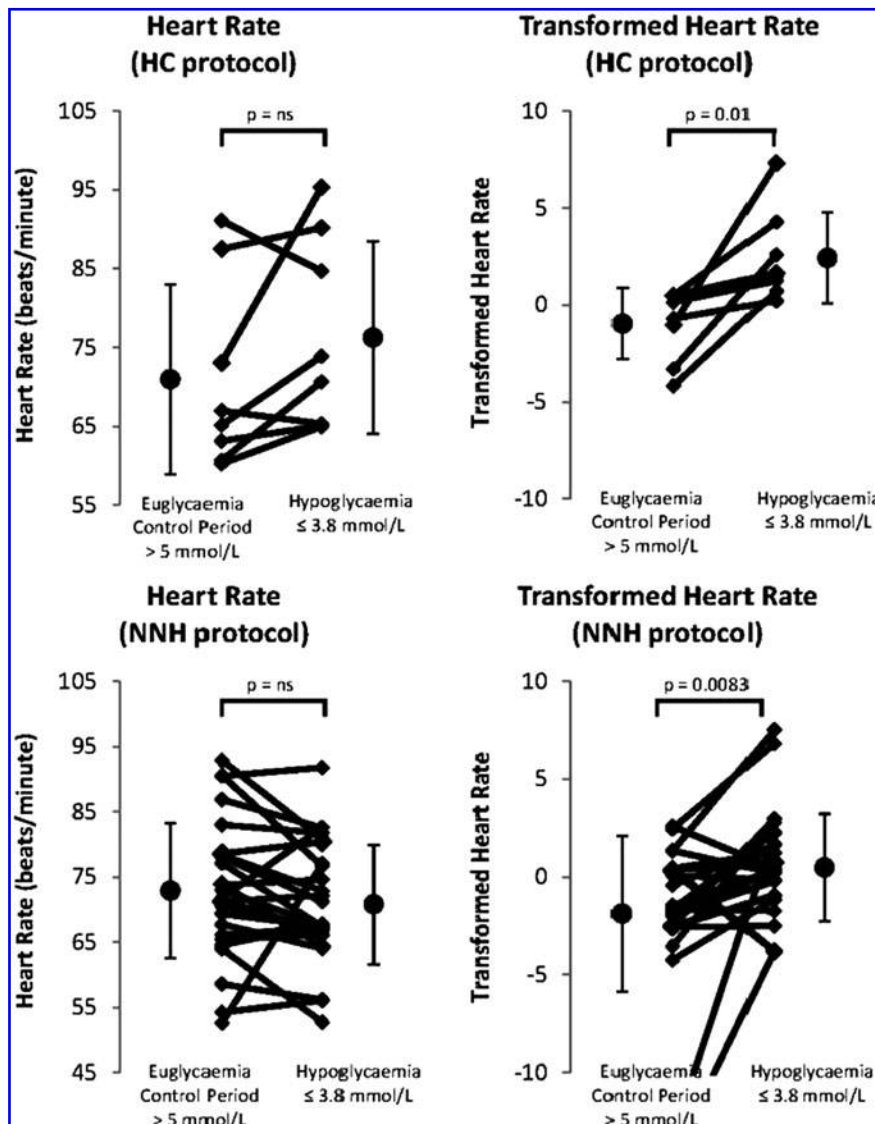 Heart Rate
(HC protocol)
p = ns
105
95
85
75
65
55
Heart Rate (beats/minute)
Euglycaemia
Control Period
> 5 mmol/L
Hypoglycaemia
≤ 3.8 mmol/L
Transformed Heart Rate
(HC protocol)
p = 0.01
10
5
0
-5
-10
Transformed Heart Rate
Euglycaemia
Control Period
> 5 mmol/L
Hypoglycaemia
≤ 3.8 mmol/L
Heart Rate
(NNH protocol)
p = ns
105
95
85
75
65
55
45
Heart Rate (beats/minute)
Euglycaemia
Control Period
> 5 mmol/L
Hypoglycaemia
≤ 3.8 mmol/L
Transformed Heart Rate
(NNH protocol)
p = 0.0083
10
5
0
-5
-10
Transformed Heart Rate
Euglycaemia
Control Period
> 5 mmol/L
Hypoglycaemia
≤ 3.8 mmol/L